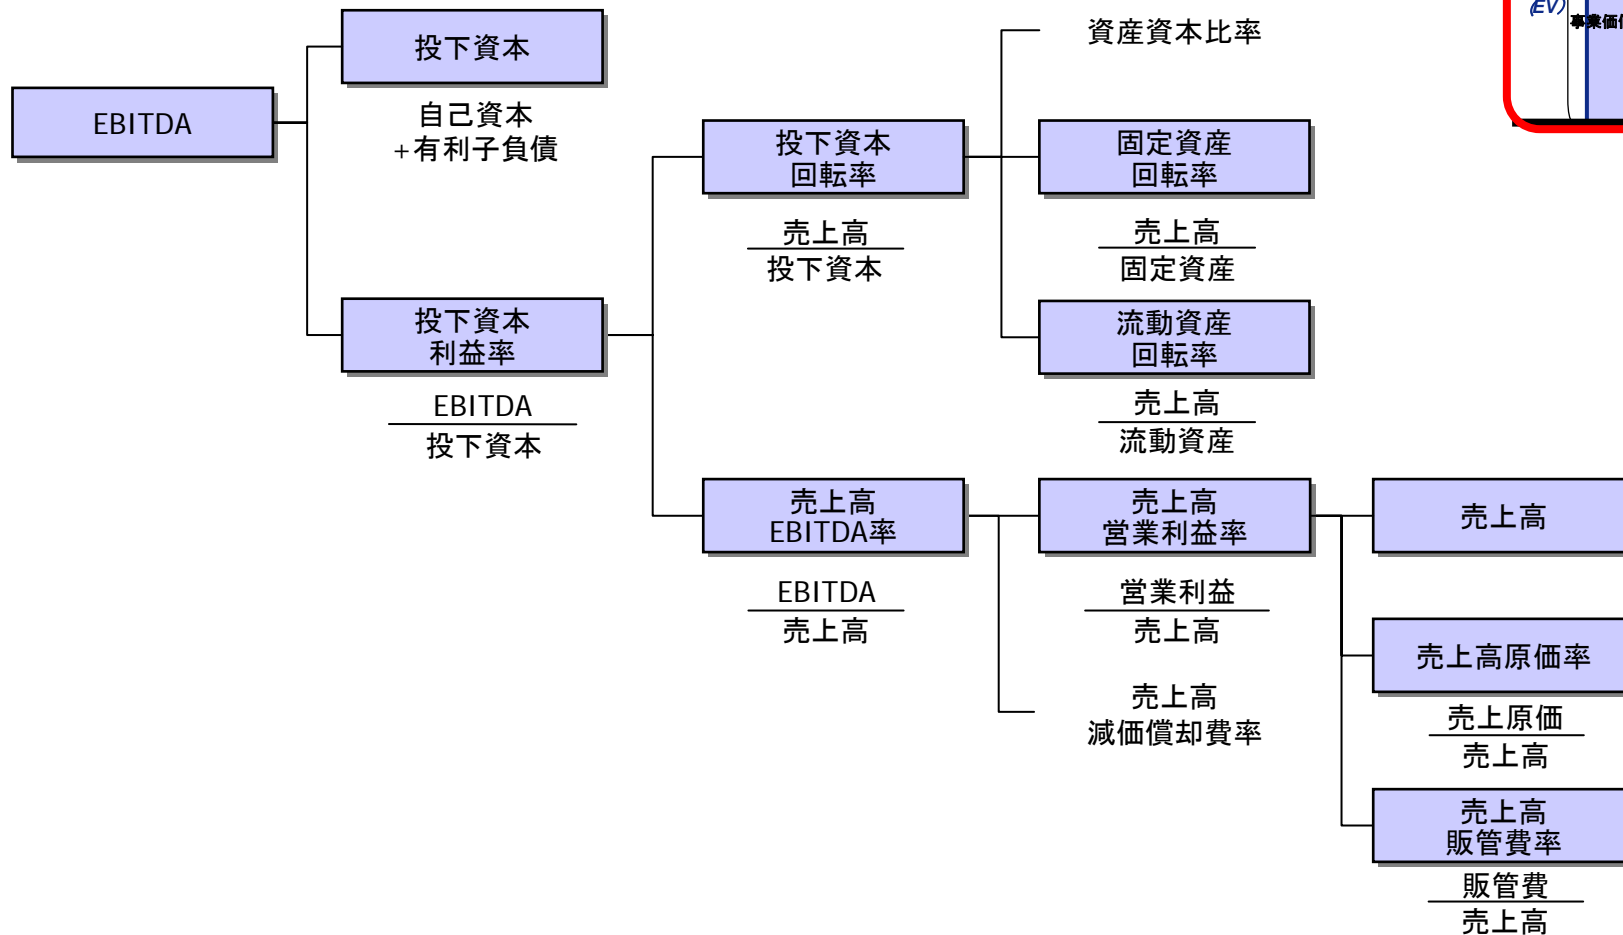 EBITDA
投下資本
自己資本
+有利子負債
投下資本
利益率
EBITDA
投下資本
投下資本
回転率
売上高
投下資本
売上高
EBITDA率
EBITDA
売上高
資産資本比率
固定資産
回転率
売上高
固定資産
流動資産
回転率
売上高
流動資産
売上高
営業利益率
営業利益
売上高
売上高
減価償却費率
売上高
売上高原価率
売上原価
売上高
売上高
販管費率
販管費
売上高
(EV)
事業価